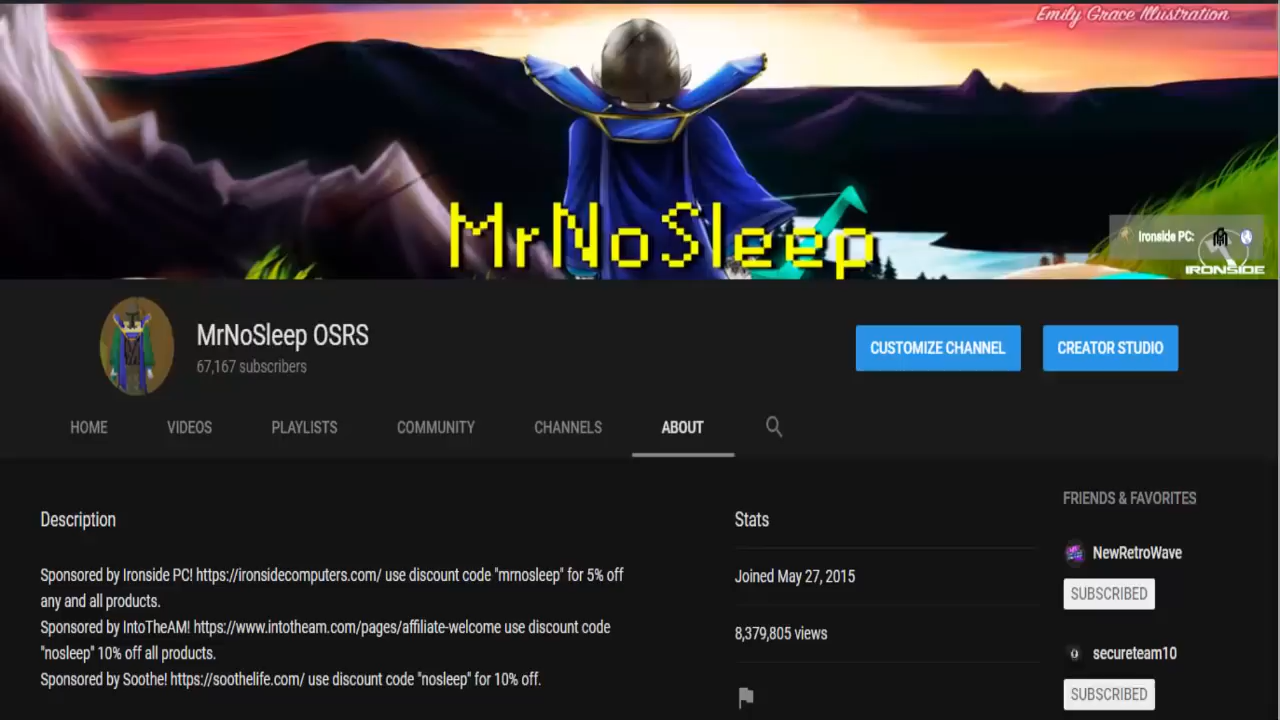 Emily Grace Illustration
MrNoSleep
Ironside PC:
IRONSIDE
MrNoSleep OSRS
67,167 subscribers
CUSTOMIZE CHANNEL
CREATOR STUDIO
HOME
VIDEOS
PLAYLISTS
COMMUNITY
CHANNELS
ABOUT
Description
Sponsored by Ironside PC! https://ironsidecomputers.com/ use discount code "mrnosleep" for 5% off
any and all products.
Sponsored by IntoTheAM! https://www.intotheam.com/pages/affiliate-welcome use discount code
"nosleep" 10% off all products.
Sponsored by Soothe! https://soothelife.com/ use discount code "nosleep" for 10% off.
Stats
Joined May 27, 2015
8,379,805 views
FRIENDS & FAVORITES
NewRetroWave
SUBSCRIBED
secureteam10
SUBSCRIBED